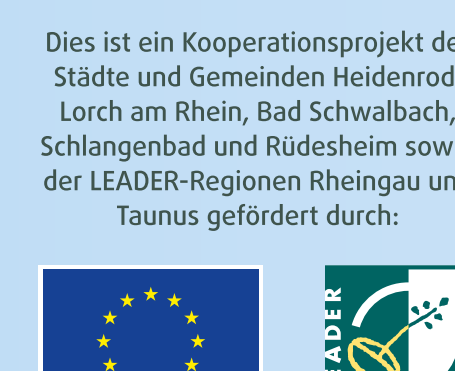 Dies ist ein Kooperationsprojekt de
Städte und Gemeinden Heidenrod
Lorch am Rhein, Bad Schwalbach,
Schlangenbad und Rüdesheim sow
der LEADER-Regionen Rheingau un
Taunus gefördert durch:
EADER